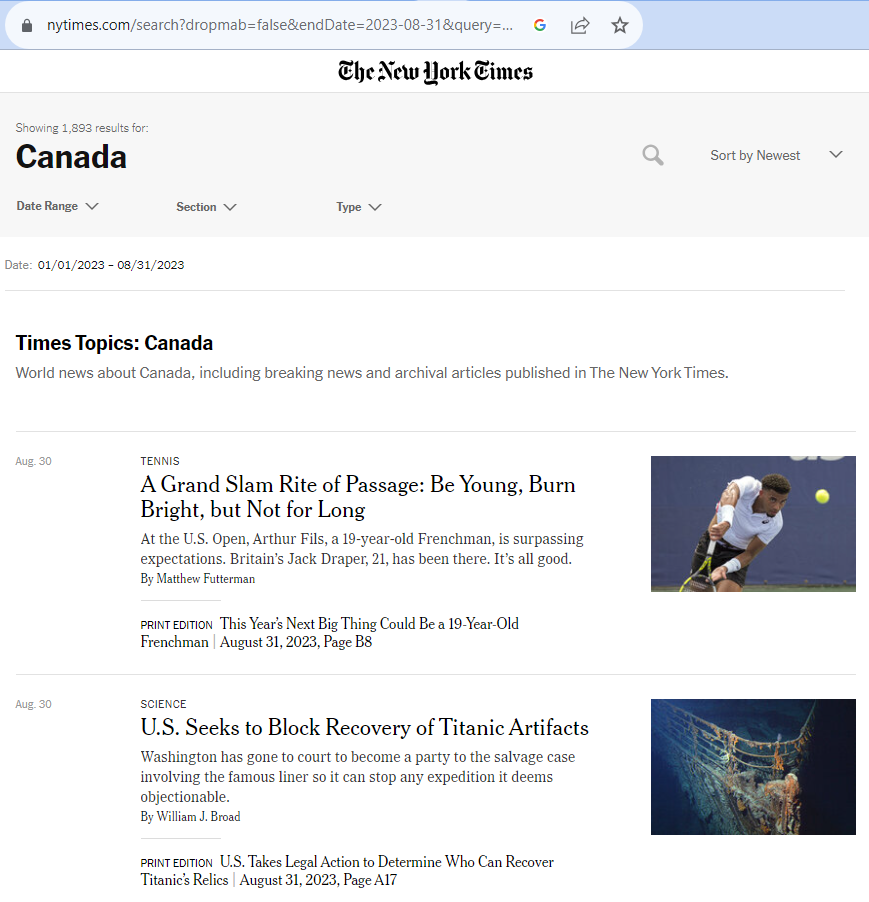 nytimes.com/search?dropmab=false&endDate=2023-08-31&query=...
The New York Times
Showing 1,893 results for:
Canada
Sort by Newest
Date Range
Section
Type
Date: 01/01/2023 – 08/31/2023
Times Topics: Canada
World news about Canada, including breaking news and archival articles published in The New York Times.
Aug. 30
TENNIS
A Grand Slam Rite of Passage: Be Young, Burn
Bright, but Not for Long
At the U.S. Open, Arthur Fils, a 19-year-old Frenchman, is surpassing
expectations. Britain’s Jack Draper, 21, has been there. It’s all good.
By Matthew Futterman
PRINT EDITION This Year’s Next Big Thing Could Be a 19-Year-Old
Frenchman | August 31, 2023, Page B8
Aug. 30
SCIENCE
U.S. Seeks to Block Recovery of Titanic Artifacts
Washington has gone to court to become a party to the salvage case
involving the famous liner so it can stop any expedition it deems
objectionable.
By William J. Broad
PRINT EDITION U.S. Takes Legal Action to Determine Who Can Recover
Titanic’s Relics | August 31, 2023, Page A17